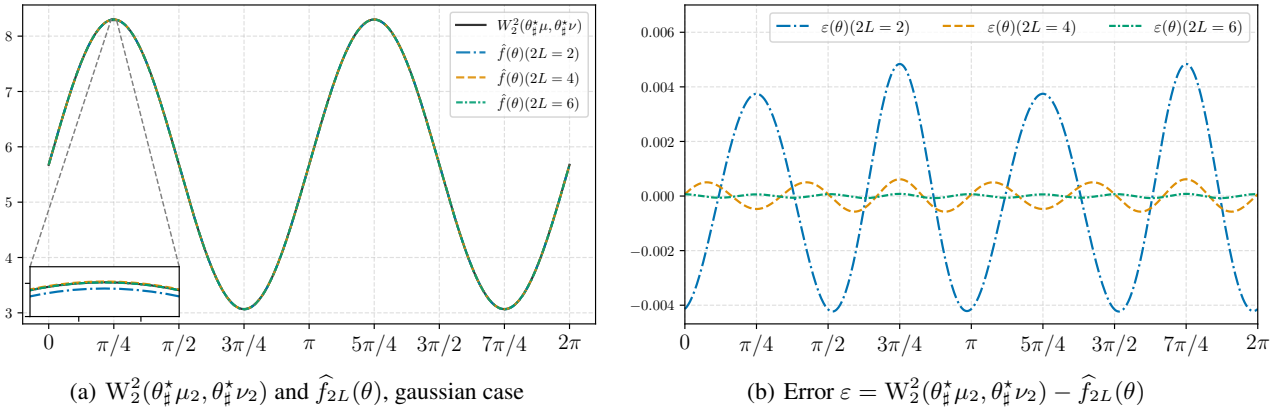 8
7
6
5
4
3
0
π/4
π/2
3π/4
π
5π/4
3π/2
7π/4
2π
W₂²(θ♯⋆μ, θ♯⋆ν)
f̂(θ)(2L = 2)
f̂(θ)(2L = 4)
f̂(θ)(2L = 6)
(a) W₂²(θ♯⋆μ₂, θ♯⋆ν₂) and f̂₂L(θ), gaussian case
0.006
0.004
0.002
0.000
−0.002
−0.004
0
π/4
π/2
3π/4
π
5π/4
3π/2
7π/4
2π
ε(θ)(2L = 2) ε(θ)(2L = 4) ε(θ)(2L = 6)
(b) Error ε = W₂²(θ♯⋆μ₂, θ♯⋆ν₂) − f̂₂L(θ)